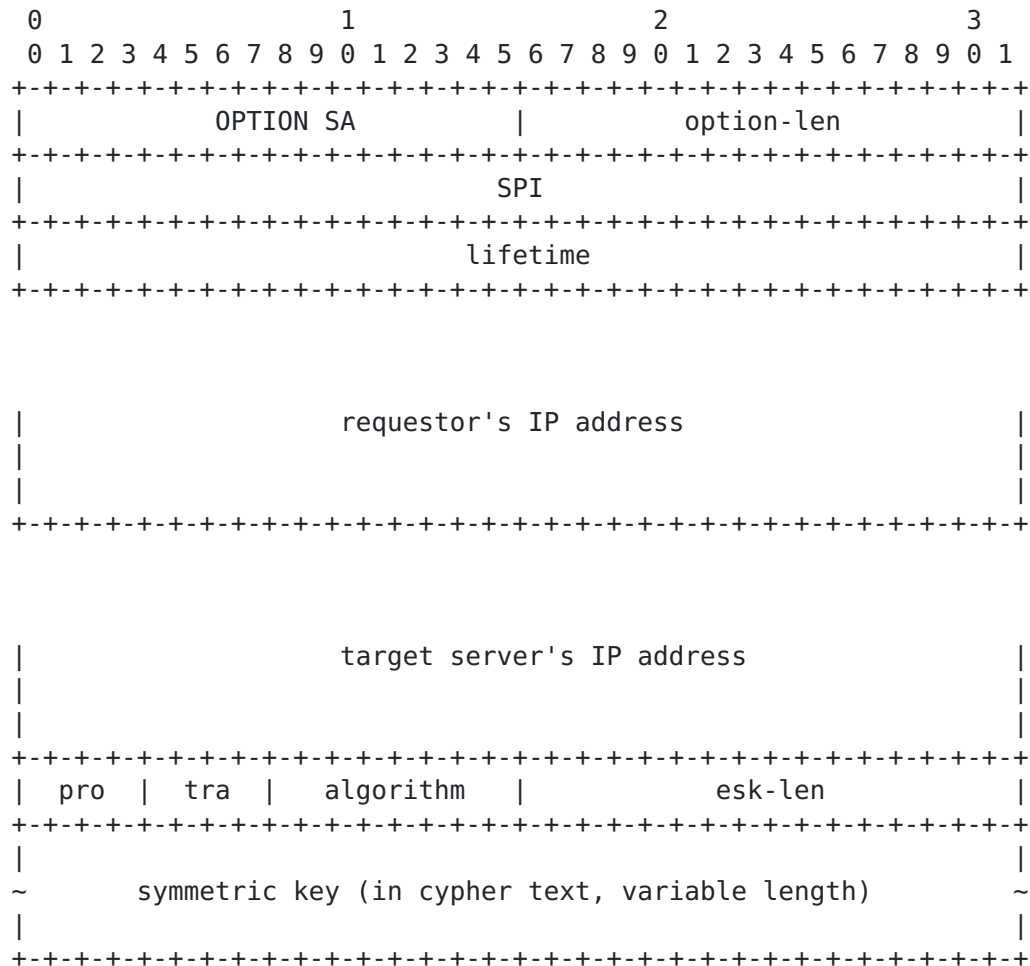 0                   1                   2                   3
 0 1 2 3 4 5 6 7 8 9 0 1 2 3 4 5 6 7 8 9 0 1 2 3 4 5 6 7 8 9 0 1
+-+-+-+-+-+-+-+-+-+-+-+-+-+-+-+-+-+-+-+-+-+-+-+-+-+-+-+-+-+-+-+-+
|            OPTION SA          |          option-len           |
+-+-+-+-+-+-+-+-+-+-+-+-+-+-+-+-+-+-+-+-+-+-+-+-+-+-+-+-+-+-+-+-+
|                              SPI                              |
+-+-+-+-+-+-+-+-+-+-+-+-+-+-+-+-+-+-+-+-+-+-+-+-+-+-+-+-+-+-+-+-+
|                            lifetime                           |
+-+-+-+-+-+-+-+-+-+-+-+-+-+-+-+-+-+-+-+-+-+-+-+-+-+-+-+-+-+-+-+-+
|                    requestor's IP address                     |
|                                                               |
|                                                               |
+-+-+-+-+-+-+-+-+-+-+-+-+-+-+-+-+-+-+-+-+-+-+-+-+-+-+-+-+-+-+-+-+
|                    target server's IP address                 |
|                                                               |
|                                                               |
+-+-+-+-+-+-+-+-+-+-+-+-+-+-+-+-+-+-+-+-+-+-+-+-+-+-+-+-+-+-+-+-+
|  pro  |  tra  |   algorithm   |            esk-len            |
+-+-+-+-+-+-+-+-+-+-+-+-+-+-+-+-+-+-+-+-+-+-+-+-+-+-+-+-+-+-+-+-+
|                                                               |
~       symmetric key (in cypher text, variable length)         ~
|                                                               |
+-+-+-+-+-+-+-+-+-+-+-+-+-+-+-+-+-+-+-+-+-+-+-+-+-+-+-+-+-+-+-+-+